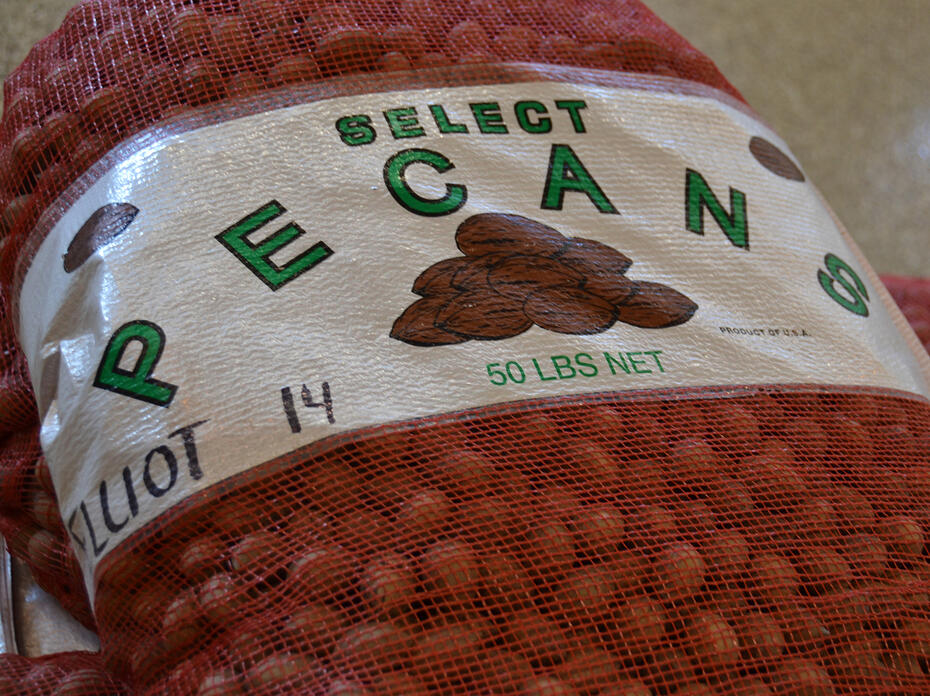 SELECT
PECANS
PRODUCT OF U.S.A.
50 LBS NET
ELLIOT 14